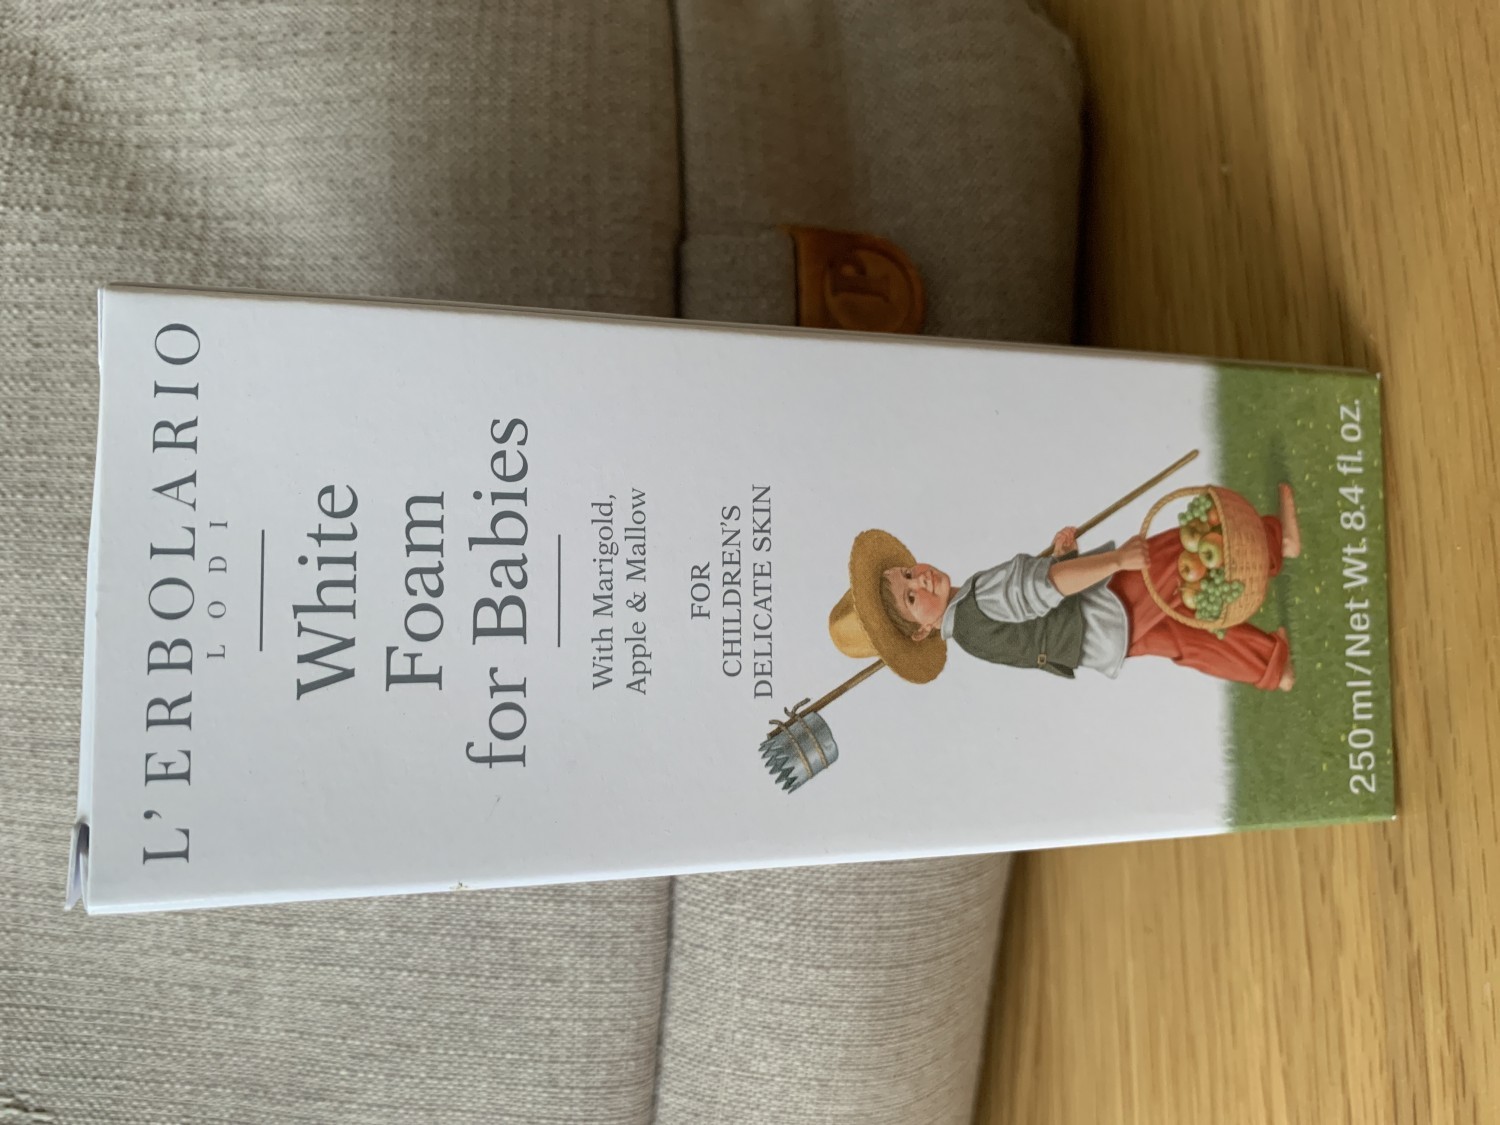 L'ERBOLARIO
LODI
White
Foam
for Babies
With Marigold,
Apple & Mallow
FOR
CHILDREN'S
DELICATE SKIN
250 ml/Net Wt. 8.4 fl. oz.
P